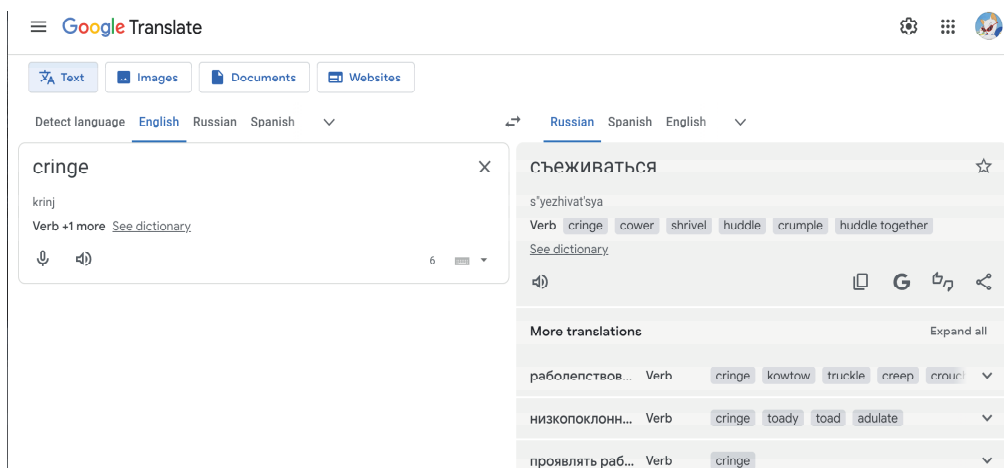 Google Translate
Text Images Documents Websites
Detect language English Russian Spanish
Russian Spanish English
cringe
krinj
Verb +1 more See dictionary
6
съеживаться
s"yezhivat'sya
Verb cringe cower shrivel huddle crumple huddle together
See dictionary
More translations Expand all
раболепствов... Verb cringe kowtow truckle creep crouc
низкопоклонн... Verb cringe toady toad adulate
проявлять раб... Verb cringe